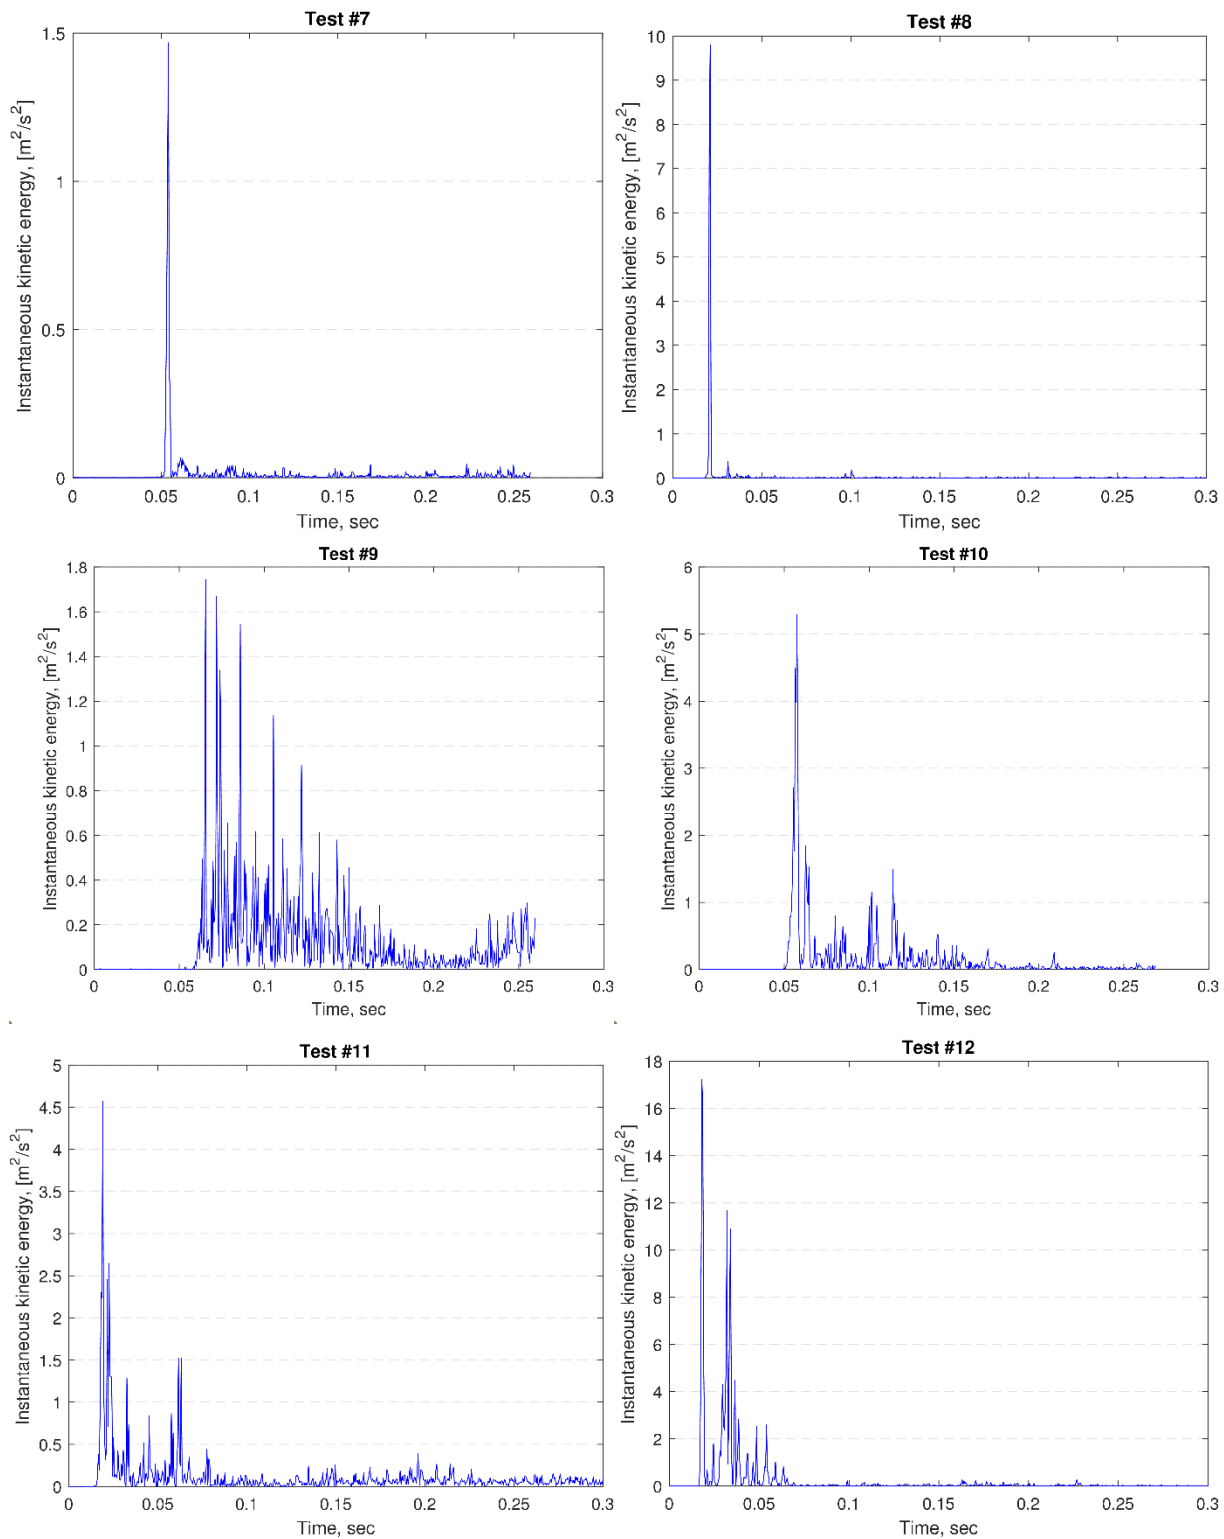 Test #7
1.5
1
0.5
0
Instantaneous kinetic energy, [m²/s²]
0 0.05 0.1 0.15 0.2 0.25 0.3
Time, sec
Test #8
10
9
8
7
6
5
4
3
2
1
0
Instantaneous kinetic energy, [m²/s²]
0 0.05 0.1 0.15 0.2 0.25 0.3
Time, sec
Test #9
1.8
1.6
1.4
1.2
1
0.8
0.6
0.4
0.2
0
Instantaneous kinetic energy, [m²/s²]
0 0.05 0.1 0.15 0.2 0.25 0.3
Time, sec
Test #10
6
5
4
3
2
1
0
Instantaneous kinetic energy, [m²/s²]
0 0.05 0.1 0.15 0.2 0.25 0.3
Time, sec
Test #11
5
4.5
4
3.5
3
2.5
2
1.5
1
0.5
0
Instantaneous kinetic energy, [m²/s²]
0 0.05 0.1 0.15 0.2 0.25 0.3
Time, sec
Test #12
18
16
14
12
10
8
6
4
2
0
Instantaneous kinetic energy, [m²/s²]
0 0.05 0.1 0.15 0.2 0.25 0.3
Time, sec